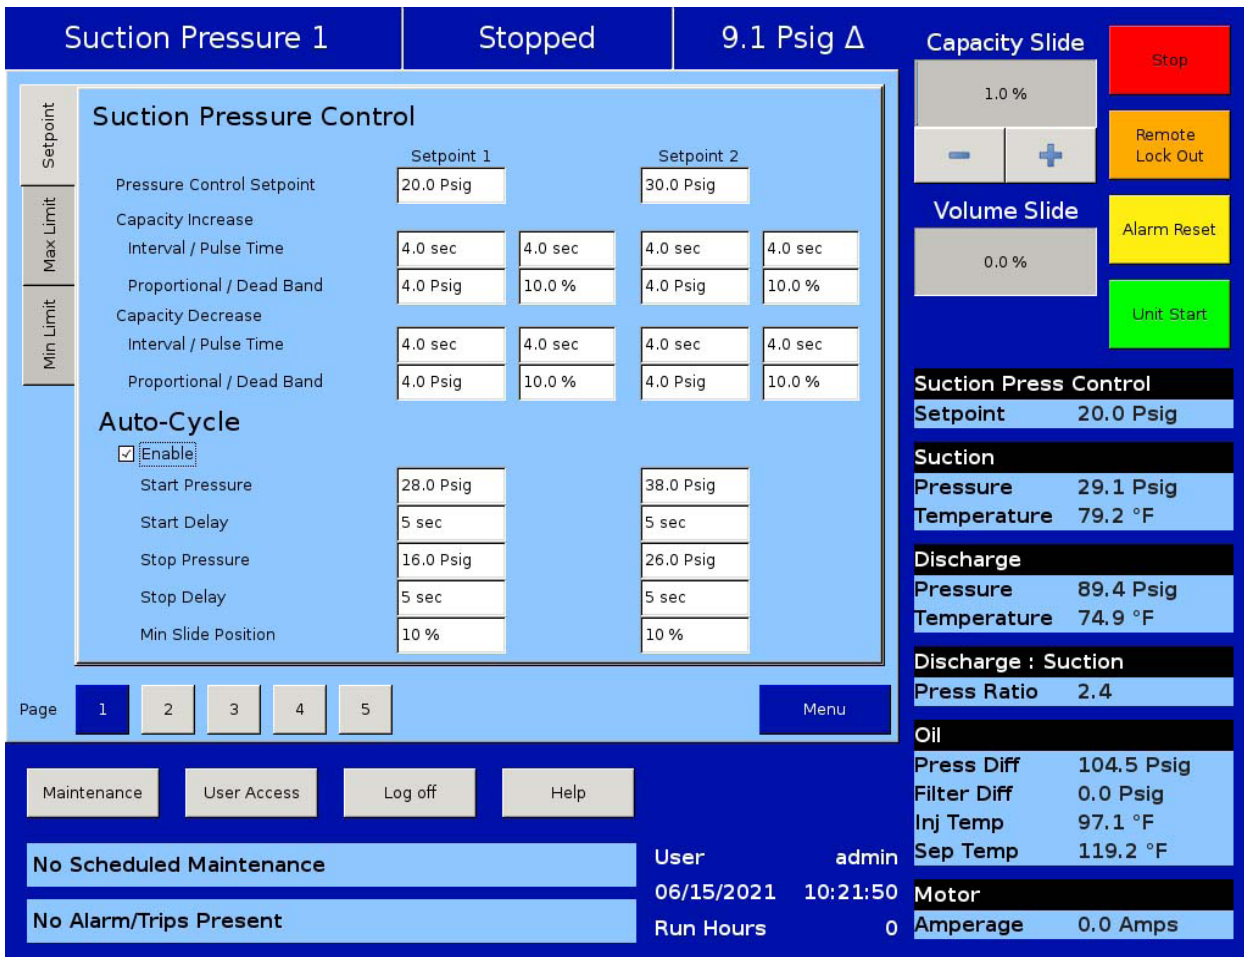 Suction Pressure 1 Stopped 9.1 Psig Δ
Setpoint
Max Limit
Min Limit
Suction Pressure Control
Setpoint 1 Setpoint 2
Pressure Control Setpoint 20.0 Psig 30.0 Psig
Capacity Increase
Interval / Pulse Time 4.0 sec 4.0 sec 4.0 sec 4.0 sec
Proportional / Dead Band 4.0 Psig 10.0 % 4.0 Psig 10.0 %
Capacity Decrease
Interval / Pulse Time 4.0 sec 4.0 sec 4.0 sec 4.0 sec
Proportional / Dead Band 4.0 Psig 10.0 % 4.0 Psig 10.0 %
Auto-Cycle
Enable
Start Pressure 28.0 Psig 38.0 Psig
Start Delay 5 sec 5 sec
Stop Pressure 16.0 Psig 26.0 Psig
Stop Delay 5 sec 5 sec
Min Slide Position 10 % 10 %
Page 1 2 3 4 5 Menu
Maintenance User Access Log off Help
No Scheduled Maintenance
No Alarm/Trips Present
User admin
06/15/2021 10:21:50
Run Hours 0
Capacity Slide
1.0 %
Volume Slide
0.0 %
Stop
Remote
Lock Out
Alarm Reset
Unit Start
Suction Press Control
Setpoint 20.0 Psig
Suction
Pressure 29.1 Psig
Temperature 79.2 °F
Discharge
Pressure 89.4 Psig
Temperature 74.9 °F
Discharge : Suction
Press Ratio 2.4
Oil
Press Diff 104.5 Psig
Filter Diff 0.0 Psig
Inj Temp 97.1 °F
Sep Temp 119.2 °F
Motor
Amperage 0.0 Amps